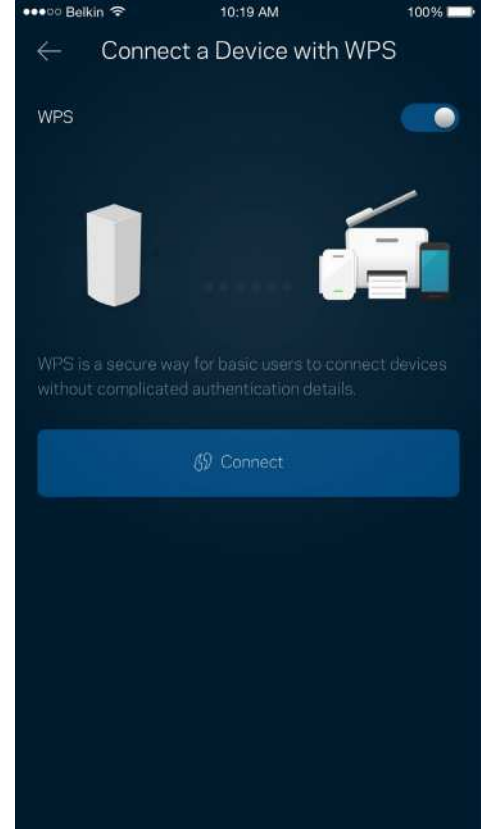 Belkin 10:19 AM 100%
Connect a Device with WPS
WPS
WPS is a secure way for basic users to connect devices
without complicated authentication details.
Connect